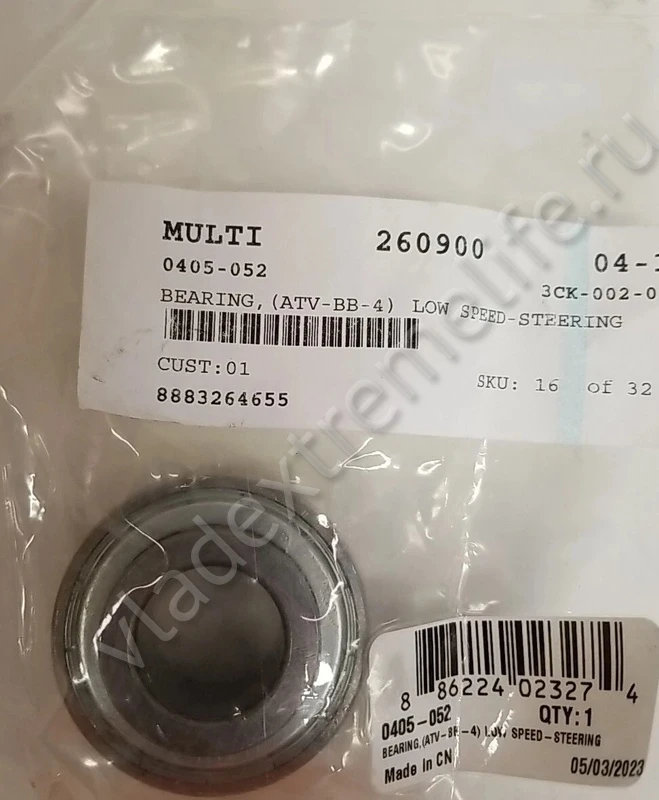 MULTI 260900 04-1
0405-052 3CK-002-0
BEARING,(ATV-BB-4) LOW SPEED-STEERING
CUST:01 SKU: 16 of 32
8883264655
vladextremelife.ru
8 86224 02327 4
0405-052 QTY:1
BEARING,(ATV-BB-4) LOW SPEED-STEERING
Made in CN 05/03/2023